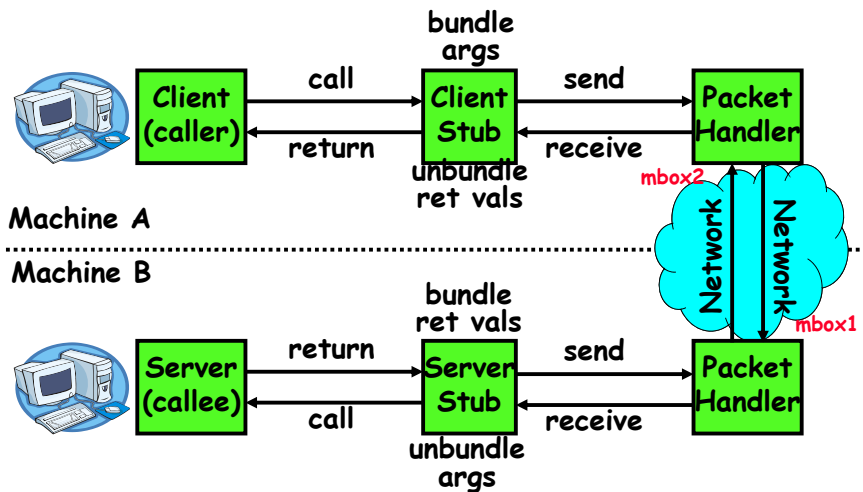 bundle
args
call
send
Client
(caller)
Client
Stub
Packet
Handler
return
receive
unbundle
ret vals
mbox2
Machine A
Network
Network
Machine B
bundle
ret vals
mbox1
return
send
Server
(callee)
Server
Stub
Packet
Handler
call
receive
unbundle
args